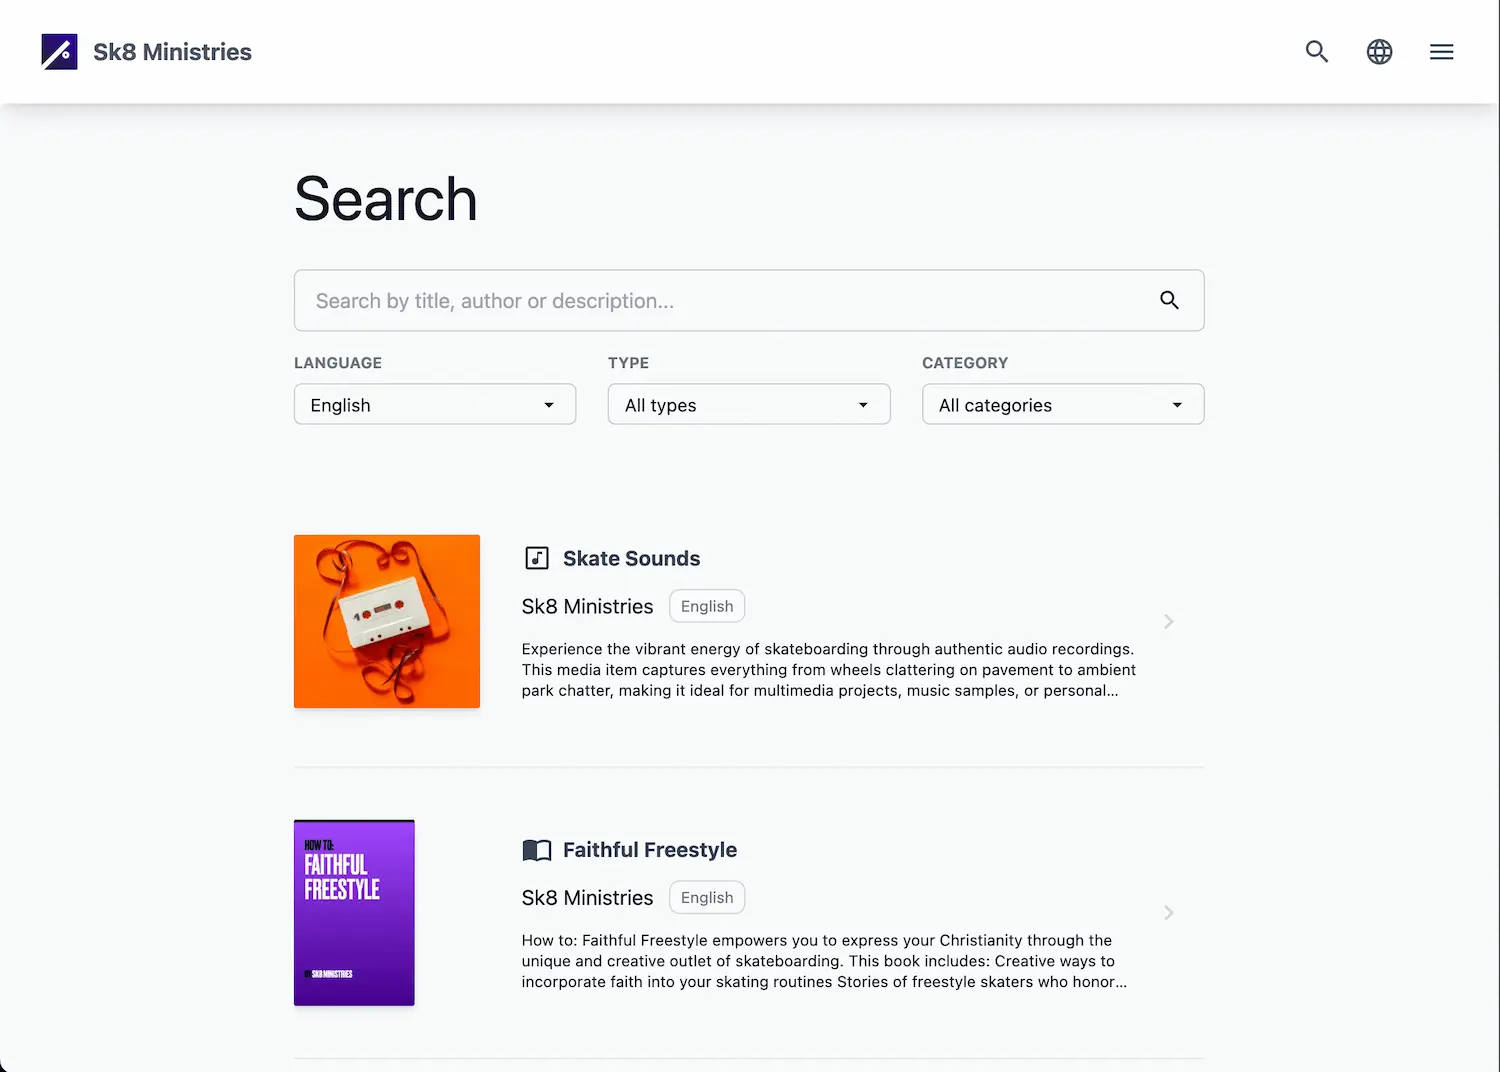 Sk8 Ministries
Search
Search by title, author or description...
LANGUAGE
TYPE
CATEGORY
English
All types
All categories
Skate Sounds
Sk8 Ministries
English
Experience the vibrant energy of skateboarding through authentic audio recordings.
This media item captures everything from wheels clattering on pavement to ambient
park chatter, making it ideal for multimedia projects, music samples, or personal...
HOW TO:
FAITHFUL
FREESTYLE
SK8 MINISTRIES
Faithful Freestyle
Sk8 Ministries
English
How to: Faithful Freestyle empowers you to express your Christianity through the
unique and creative outlet of skateboarding. This book includes: Creative ways to
incorporate faith into your skating routines Stories of freestyle skaters who honor...